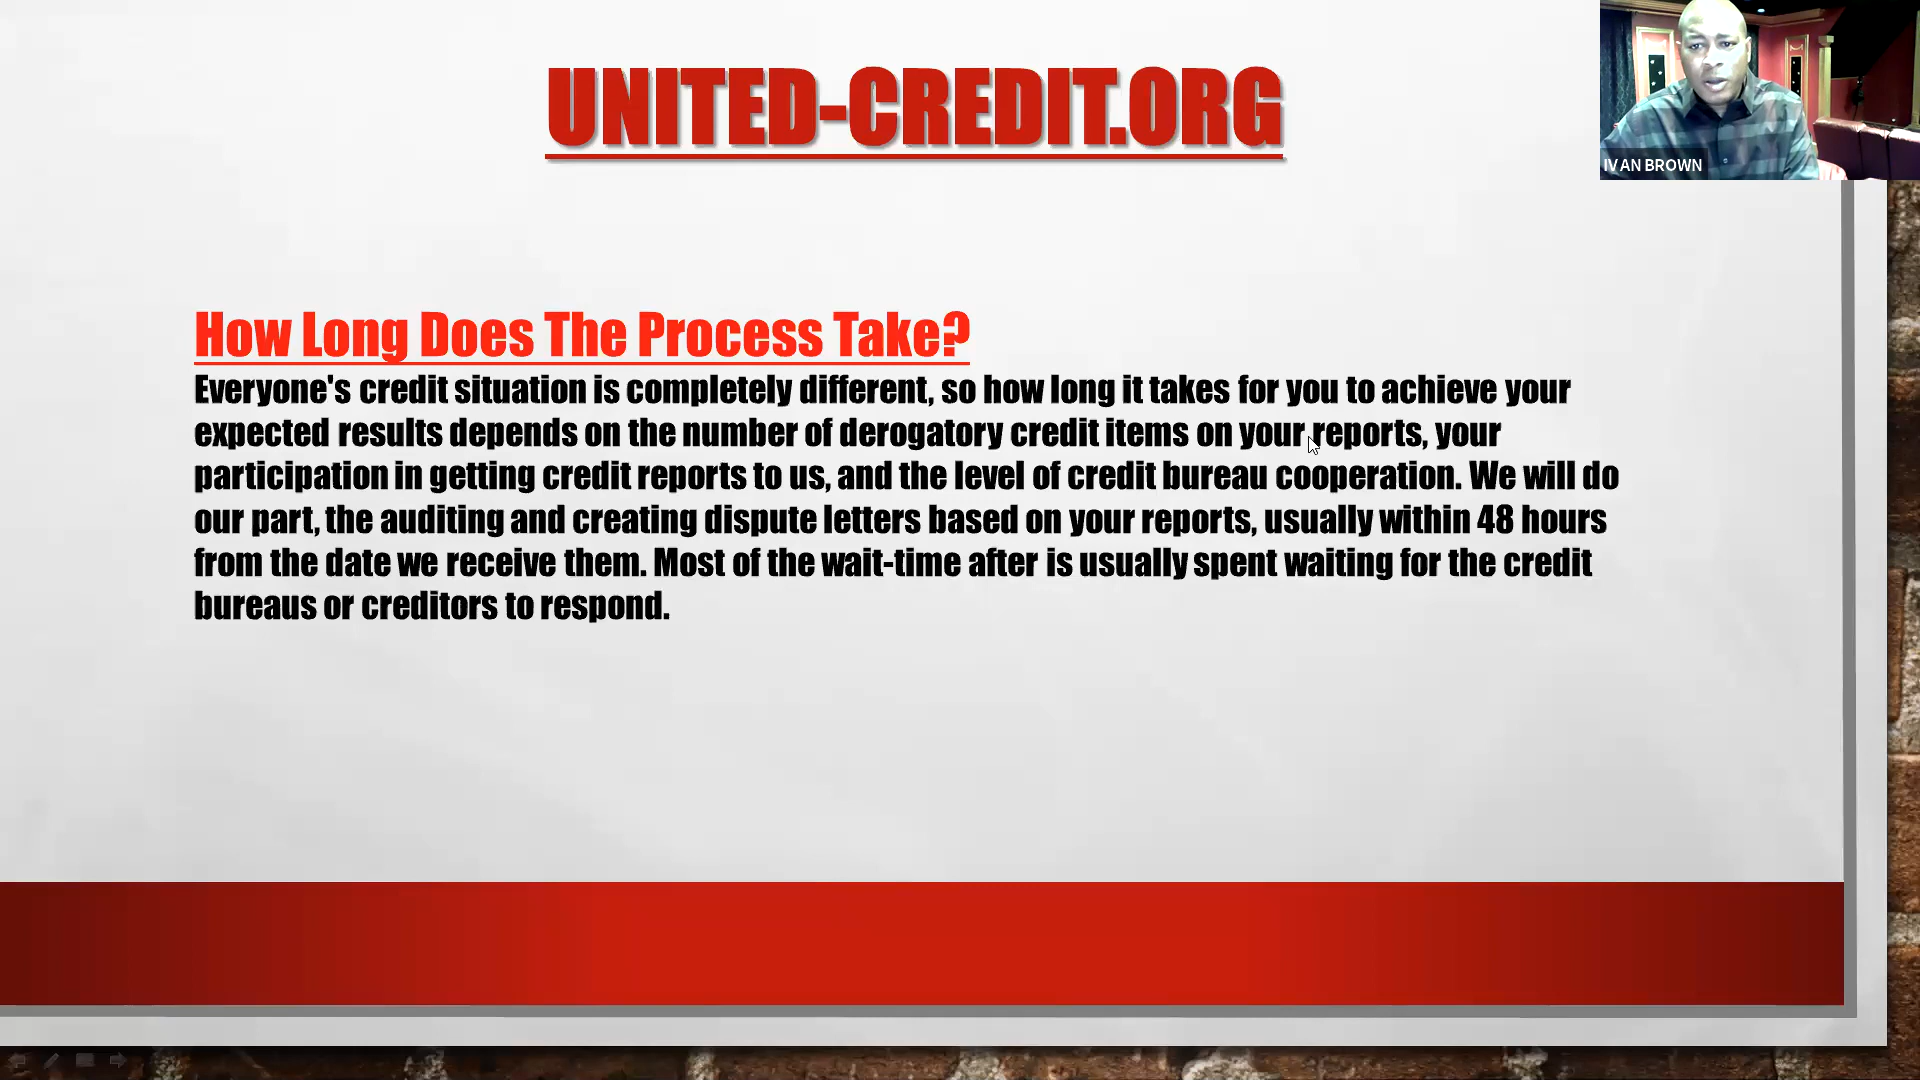 UNITED-CREDIT.ORG
IVAN BROWN
How Long Does The Process Take?
Everyone's credit situation is completely different, so how long it takes for you to achieve your
expected results depends on the number of derogatory credit items on your reports, your
participation in getting credit reports to us, and the level of credit bureau cooperation. We will do
our part, the auditing and creating dispute letters based on your reports, usually within 48 hours
from the date we receive them. Most of the wait-time after is usually spent waiting for the credit
bureaus or creditors to respond.